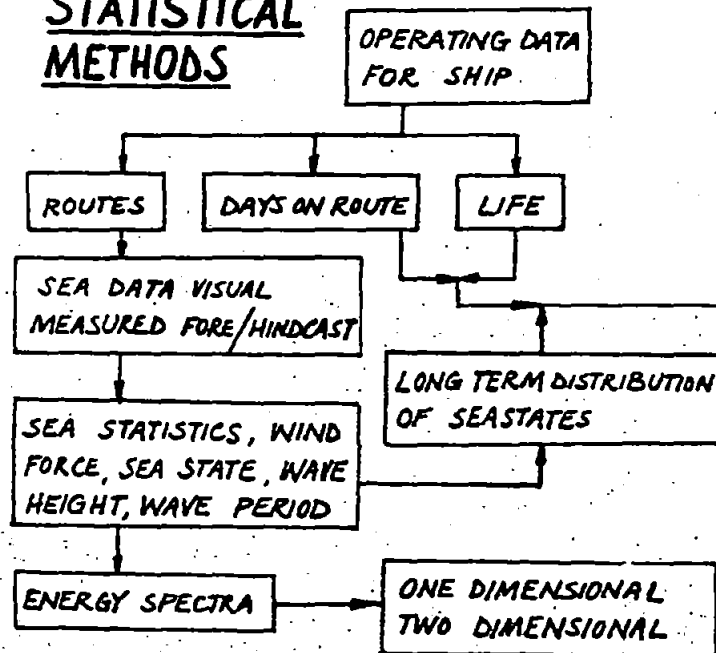 STATISTICAL
METHODS
OPERATING DATA
FOR SHIP
ROUTES
DAYS ON ROUTE
LIFE
SEA DATA VISUAL
MEASURED FORE/HINDCAST
LONG TERM DISTRIBUTION
OF SEASTATES
SEA STATISTICS, WIND
FORCE, SEA STATE, WAVE
HEIGHT, WAVE PERIOD
ENERGY SPECTRA
ONE DIMENSIONAL
TWO DIMENSIONAL